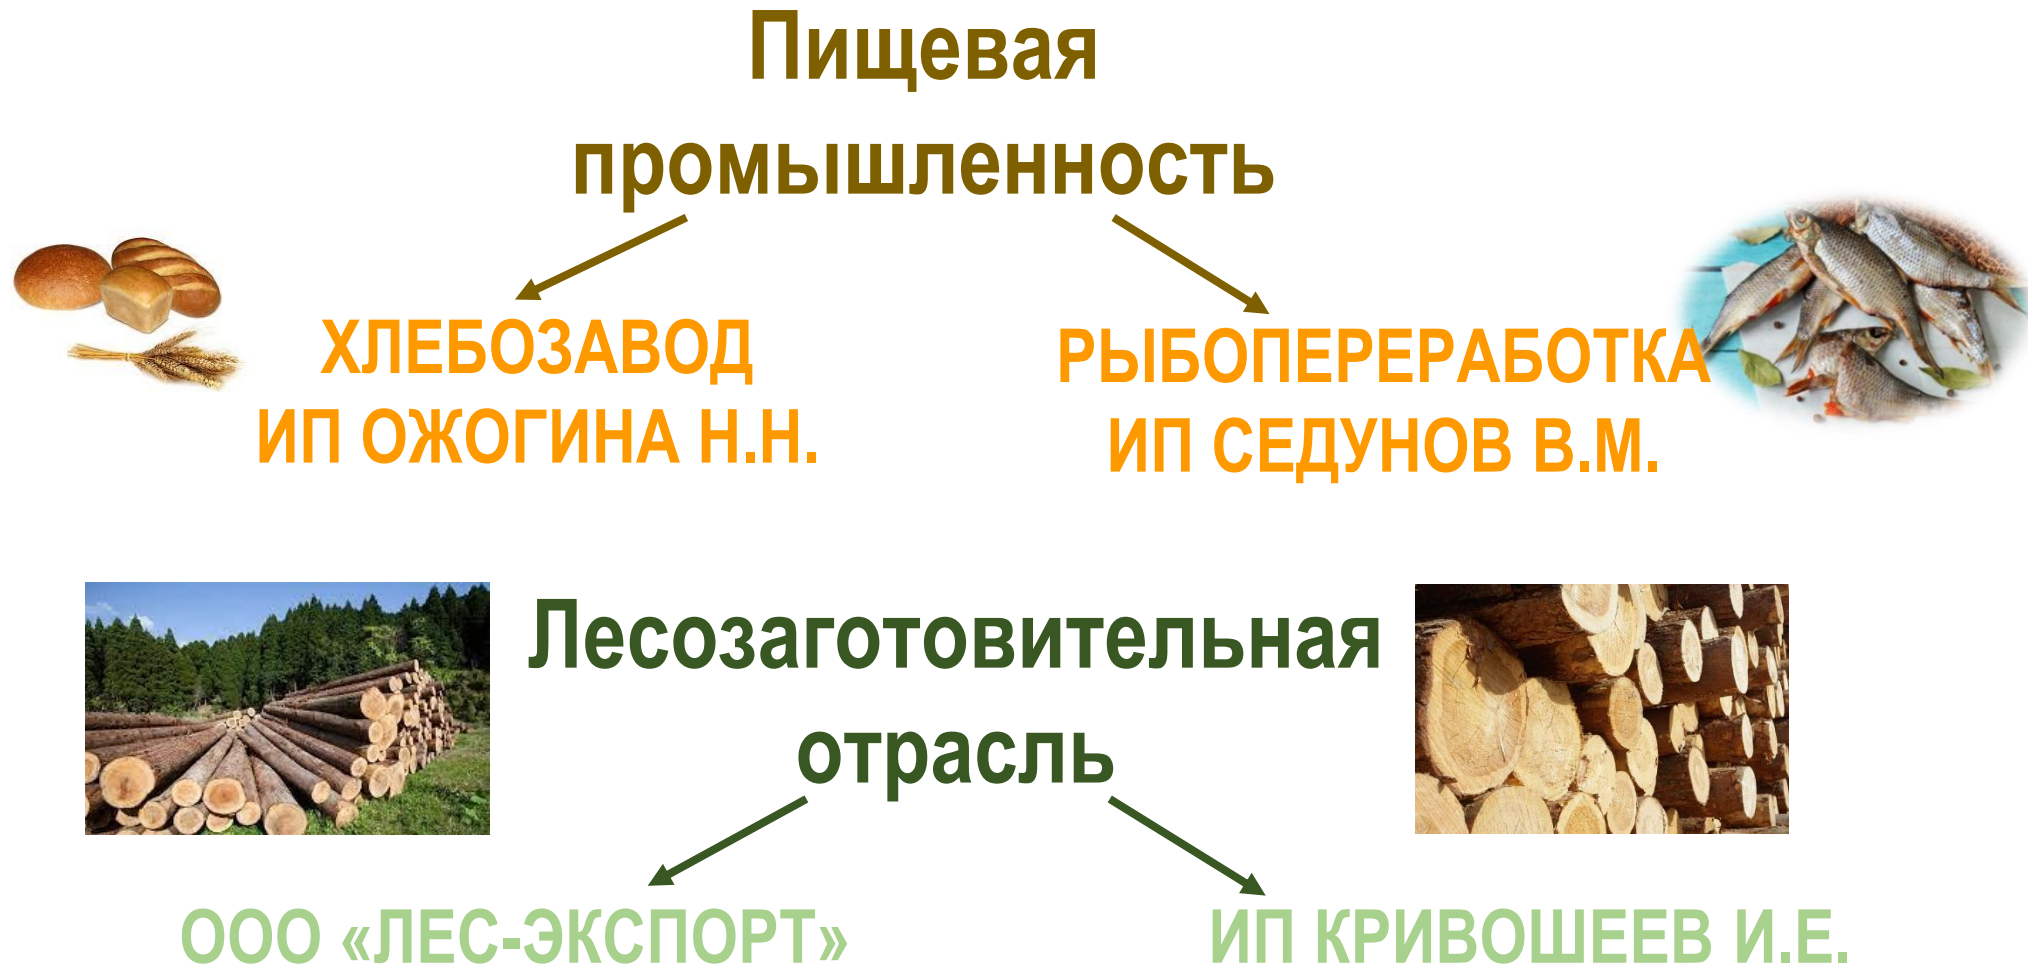 Пищевая
промышленность
ХЛЕБОЗАВОД
ИП ОЖОГИНА Н.Н.
РЫБОПЕРЕРАБОТКА
ИП СЕДУНОВ В.М.
Лесозаготовительная
отрасль
ООО «ЛЕС-ЭКСПОРТ»
ИП КРИВОШЕЕВ И.Е.